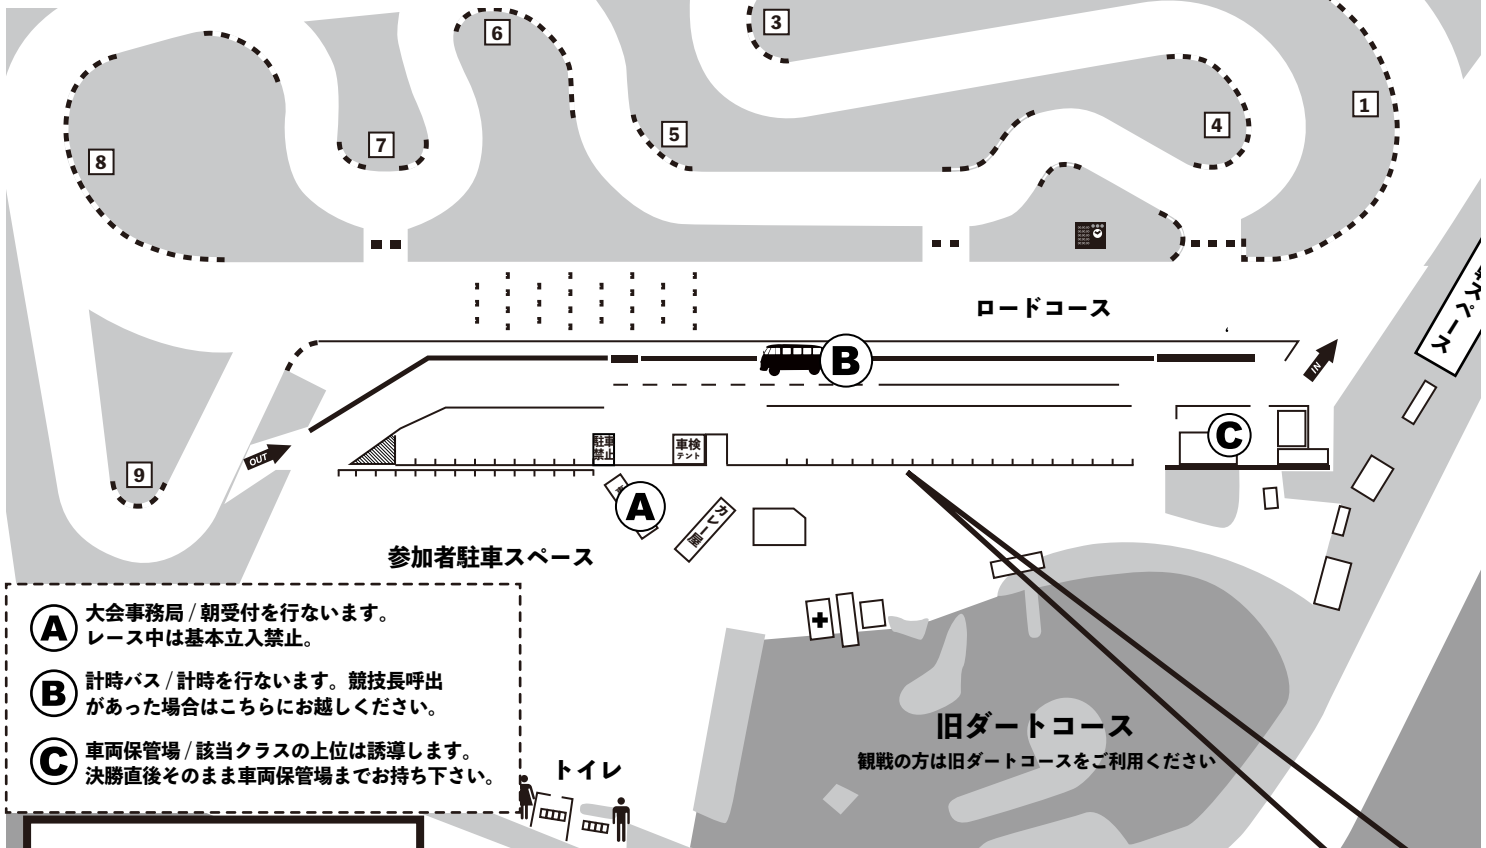 3
6
1
4
5
7
8
ロードコース
スペース
B
IN
C
駐車
禁止
車検
テント
OUT
9
A
カレー屋
参加者駐車スペース
A
大会事務局 / 朝受付を行ないます。
レース中は基本立入禁止。
B
計時バス / 計時を行ないます。競技長呼出
があった場合はこちらにお越しください。
C
車両保管場 / 該当クラスの上位は誘導します。
決勝直後そのまま車両保管場までお持ち下さい。
旧ダートコース
観戦の方は旧ダートコースをご利用ください
トイレ